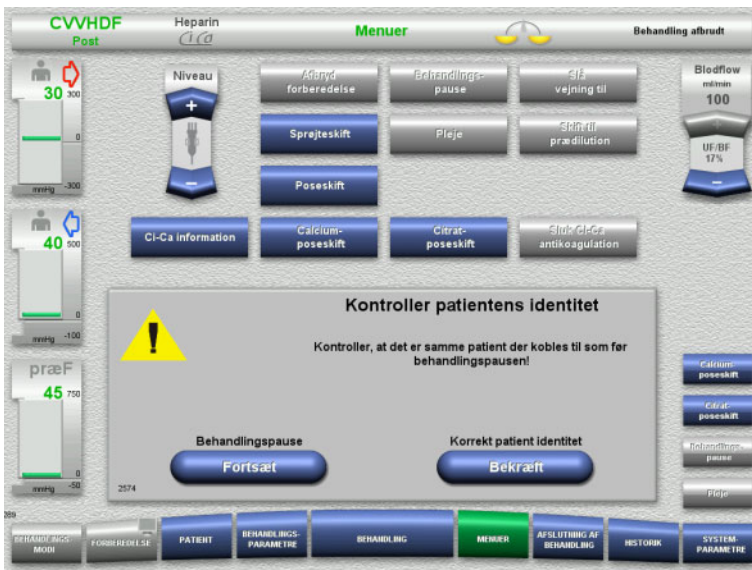 CVVHDF
Post
Heparin
Ci Ca
Menuer
Behandling afbrudt
30
300
0
mmHg
-300
40
500
0
mmHg
-100
præF
45
750
0
mmHg
-50
Niveau
+
−
Afbryd
forberedelse
Behandlings-
pause
Slå
vejning til
Sprøjteskift
Pleje
Skift til
prædilution
Poseskift
Ci-Ca information
Calcium-
poseskift
Citrat-
poseskift
Sluk Ci-Ca
antikoagulation
Blodflow
ml/min
100
+
UF/BF
17%
−
Kontroller patientens identitet
Kontroller, at det er samme patient der kobles til som før
behandlingspausen!
Behandlingspause
Fortsæt
Korrekt patient identitet
Bekræft
2574
Calcium-
poseskift
Citrat-
poseskift
Behandlings-
pause
Pleje
BEHANDLINGS-
MODI
FORBEREDELSE
PATIENT
BEHANDLINGS-
PARAMETRE
BEHANDLING
MENUER
AFSLUTNING AF
BEHANDLING
HISTORIK
SYSTEM-
PARAMETRE